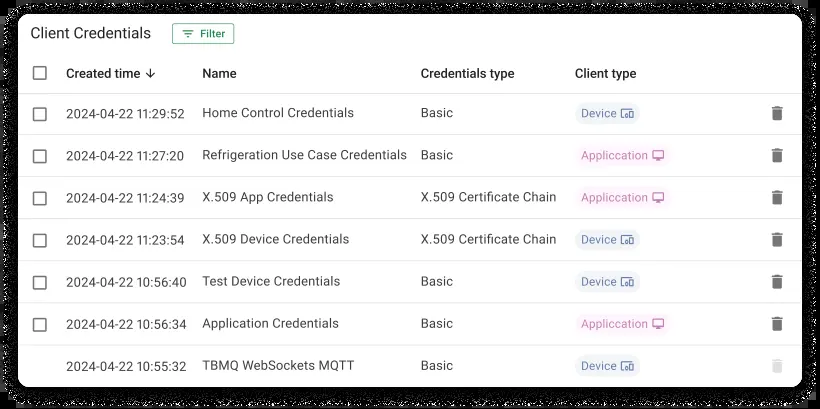 Client Credentials Filter
Created time Name Credentials type Client type
2024-04-22 11:29:52 Home Control Credentials Basic Device
2024-04-22 11:27:20 Refrigeration Use Case Credentials Basic Appliccation
2024-04-22 11:24:39 X.509 App Credentials X.509 Certificate Chain Appliccation
2024-04-22 11:23:54 X.509 Device Credentials X.509 Certificate Chain Device
2024-04-22 10:56:40 Test Device Credentials Basic Device
2024-04-22 10:56:34 Application Credentials Basic Appliccation
2024-04-22 10:55:32 TBMQ WebSockets MQTT Basic Device